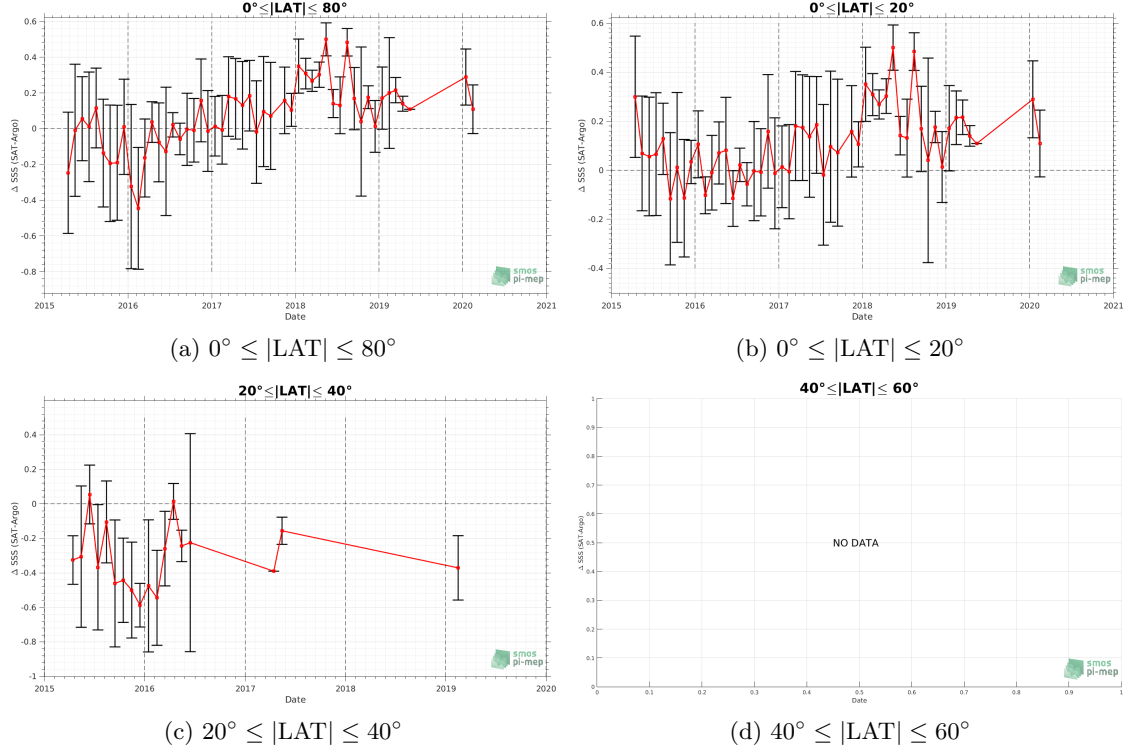 0°≤|LAT|≤ 80°
Δ SSS (SAT-Argo)
0.6
0.4
0.2
0
-0.2
-0.4
-0.6
-0.8
2015 2016 2017 2018 2019 2020 2021
Date
smos
pi-mep
(a) 0° ≤ |LAT| ≤ 80°
0°≤|LAT|≤ 20°
Δ SSS (SAT-Argo)
0.6
0.4
0.2
0
-0.2
-0.4
2015 2016 2017 2018 2019 2020 2021
Date
smos
pi-mep
(b) 0° ≤ |LAT| ≤ 20°
20°≤|LAT|≤ 40°
Δ SSS (SAT-Argo)
0.4
0.2
0
-0.2
-0.4
-0.6
-0.8
-1
2015 2016 2017 2018 2019 2020
Date
smos
pi-mep
(c) 20° ≤ |LAT| ≤ 40°
40°≤|LAT|≤ 60°
Δ SSS (SAT-Argo)
1
0.9
0.8
0.7
0.6
0.5
0.4
0.3
0.2
0.1
0
NO DATA
0 0.1 0.2 0.3 0.4 0.5 0.6 0.7 0.8 0.9 1
Date
smos
pi-mep
(d) 40° ≤ |LAT| ≤ 60°